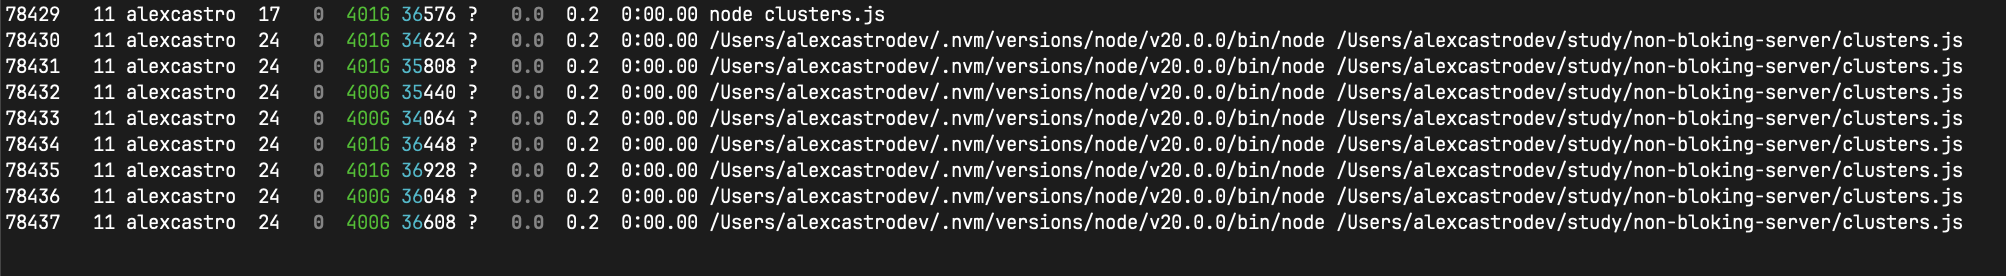 78429 11 alexcastro 17 0 401G 36576 ? 0.0 0.2 0:00.00 node clusters.js
78430 11 alexcastro 24 0 401G 34624 ? 0.0 0.2 0:00.00 /Users/alexcastrodev/.nvm/versions/node/v20.0.0/bin/node /Users/alexcastrodev/study/non-bloking-server/clusters.js
78431 11 alexcastro 24 0 401G 35808 ? 0.0 0.2 0:00.00 /Users/alexcastrodev/.nvm/versions/node/v20.0.0/bin/node /Users/alexcastrodev/study/non-bloking-server/clusters.js
78432 11 alexcastro 24 0 400G 35440 ? 0.0 0.2 0:00.00 /Users/alexcastrodev/.nvm/versions/node/v20.0.0/bin/node /Users/alexcastrodev/study/non-bloking-server/clusters.js
78433 11 alexcastro 24 0 400G 34064 ? 0.0 0.2 0:00.00 /Users/alexcastrodev/.nvm/versions/node/v20.0.0/bin/node /Users/alexcastrodev/study/non-bloking-server/clusters.js
78434 11 alexcastro 24 0 401G 36448 ? 0.0 0.2 0:00.00 /Users/alexcastrodev/.nvm/versions/node/v20.0.0/bin/node /Users/alexcastrodev/study/non-bloking-server/clusters.js
78435 11 alexcastro 24 0 401G 36928 ? 0.0 0.2 0:00.00 /Users/alexcastrodev/.nvm/versions/node/v20.0.0/bin/node /Users/alexcastrodev/study/non-bloking-server/clusters.js
78436 11 alexcastro 24 0 400G 36048 ? 0.0 0.2 0:00.00 /Users/alexcastrodev/.nvm/versions/node/v20.0.0/bin/node /Users/alexcastrodev/study/non-bloking-server/clusters.js
78437 11 alexcastro 24 0 400G 36608 ? 0.0 0.2 0:00.00 /Users/alexcastrodev/.nvm/versions/node/v20.0.0/bin/node /Users/alexcastrodev/study/non-bloking-server/clusters.js